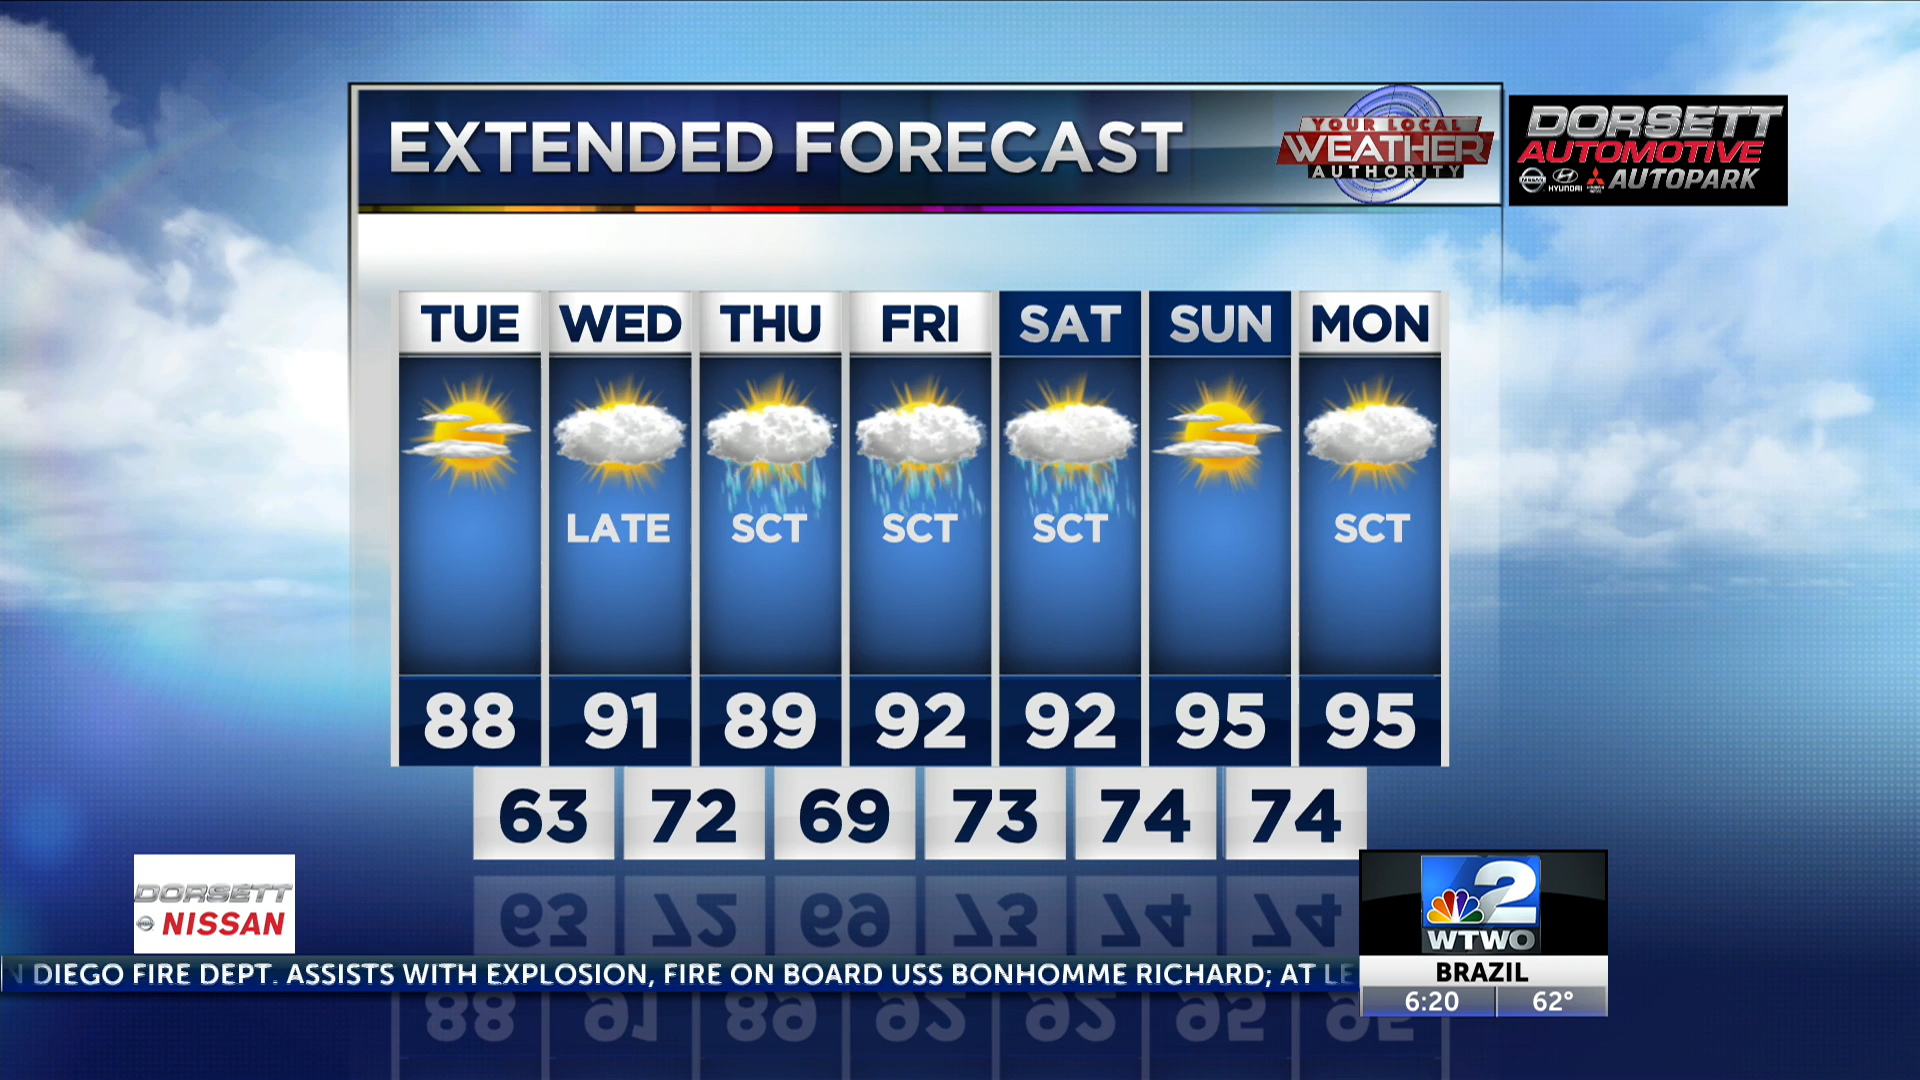 EXTENDED FORECAST
YOUR LOCAL
WEATHER
AUTHORITY
DORSETT
AUTOMOTIVE
NISSAN HYUNDAI AUTOPARK
TUE WED THU FRI SAT SUN MON
LATE SCT SCT SCT SCT
88 91 89 92 92 95 95
63 72 69 73 74 74
DORSETT
NISSAN
2
WTWO
N DIEGO FIRE DEPT. ASSISTS WITH EXPLOSION, FIRE ON BOARD USS BONHOMME RICHARD; AT LE
BRAZIL
6:20 62°